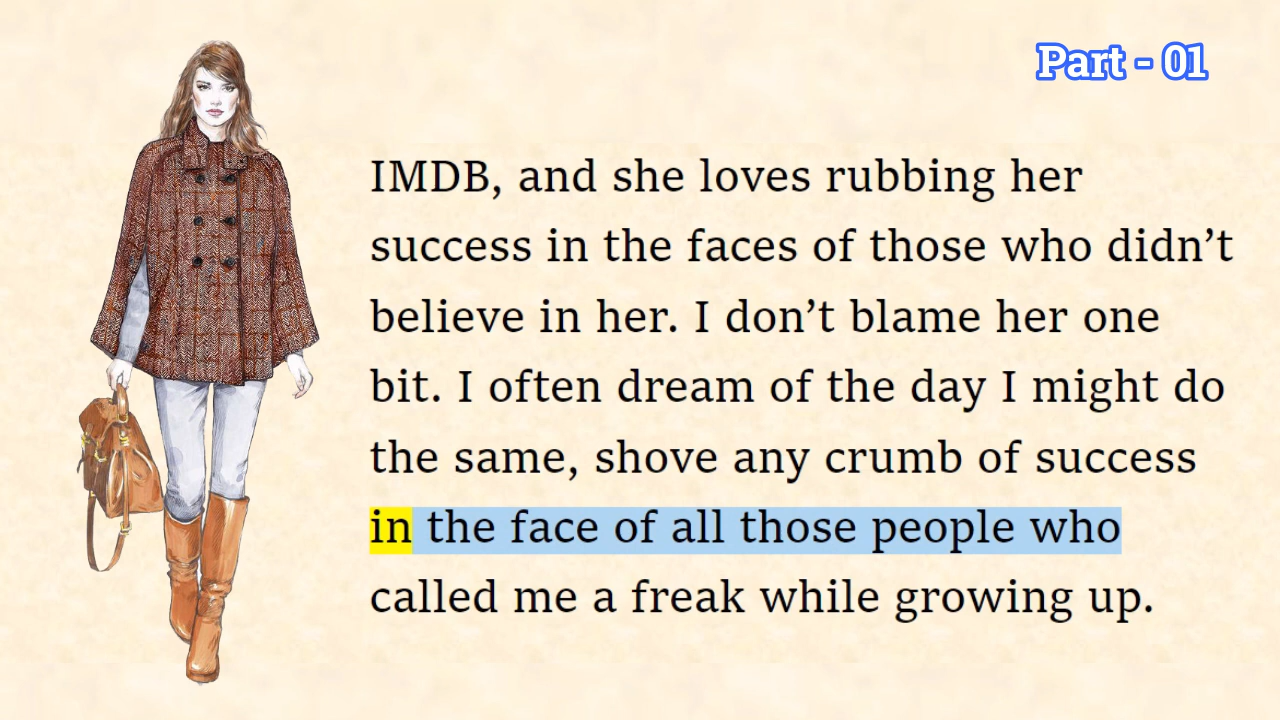 Part - 01
IMDB, and she loves rubbing her
success in the faces of those who didn’t
believe in her. I don’t blame her one
bit. I often dream of the day I might do
the same, shove any crumb of success
in the face of all those people who
called me a freak while growing up.